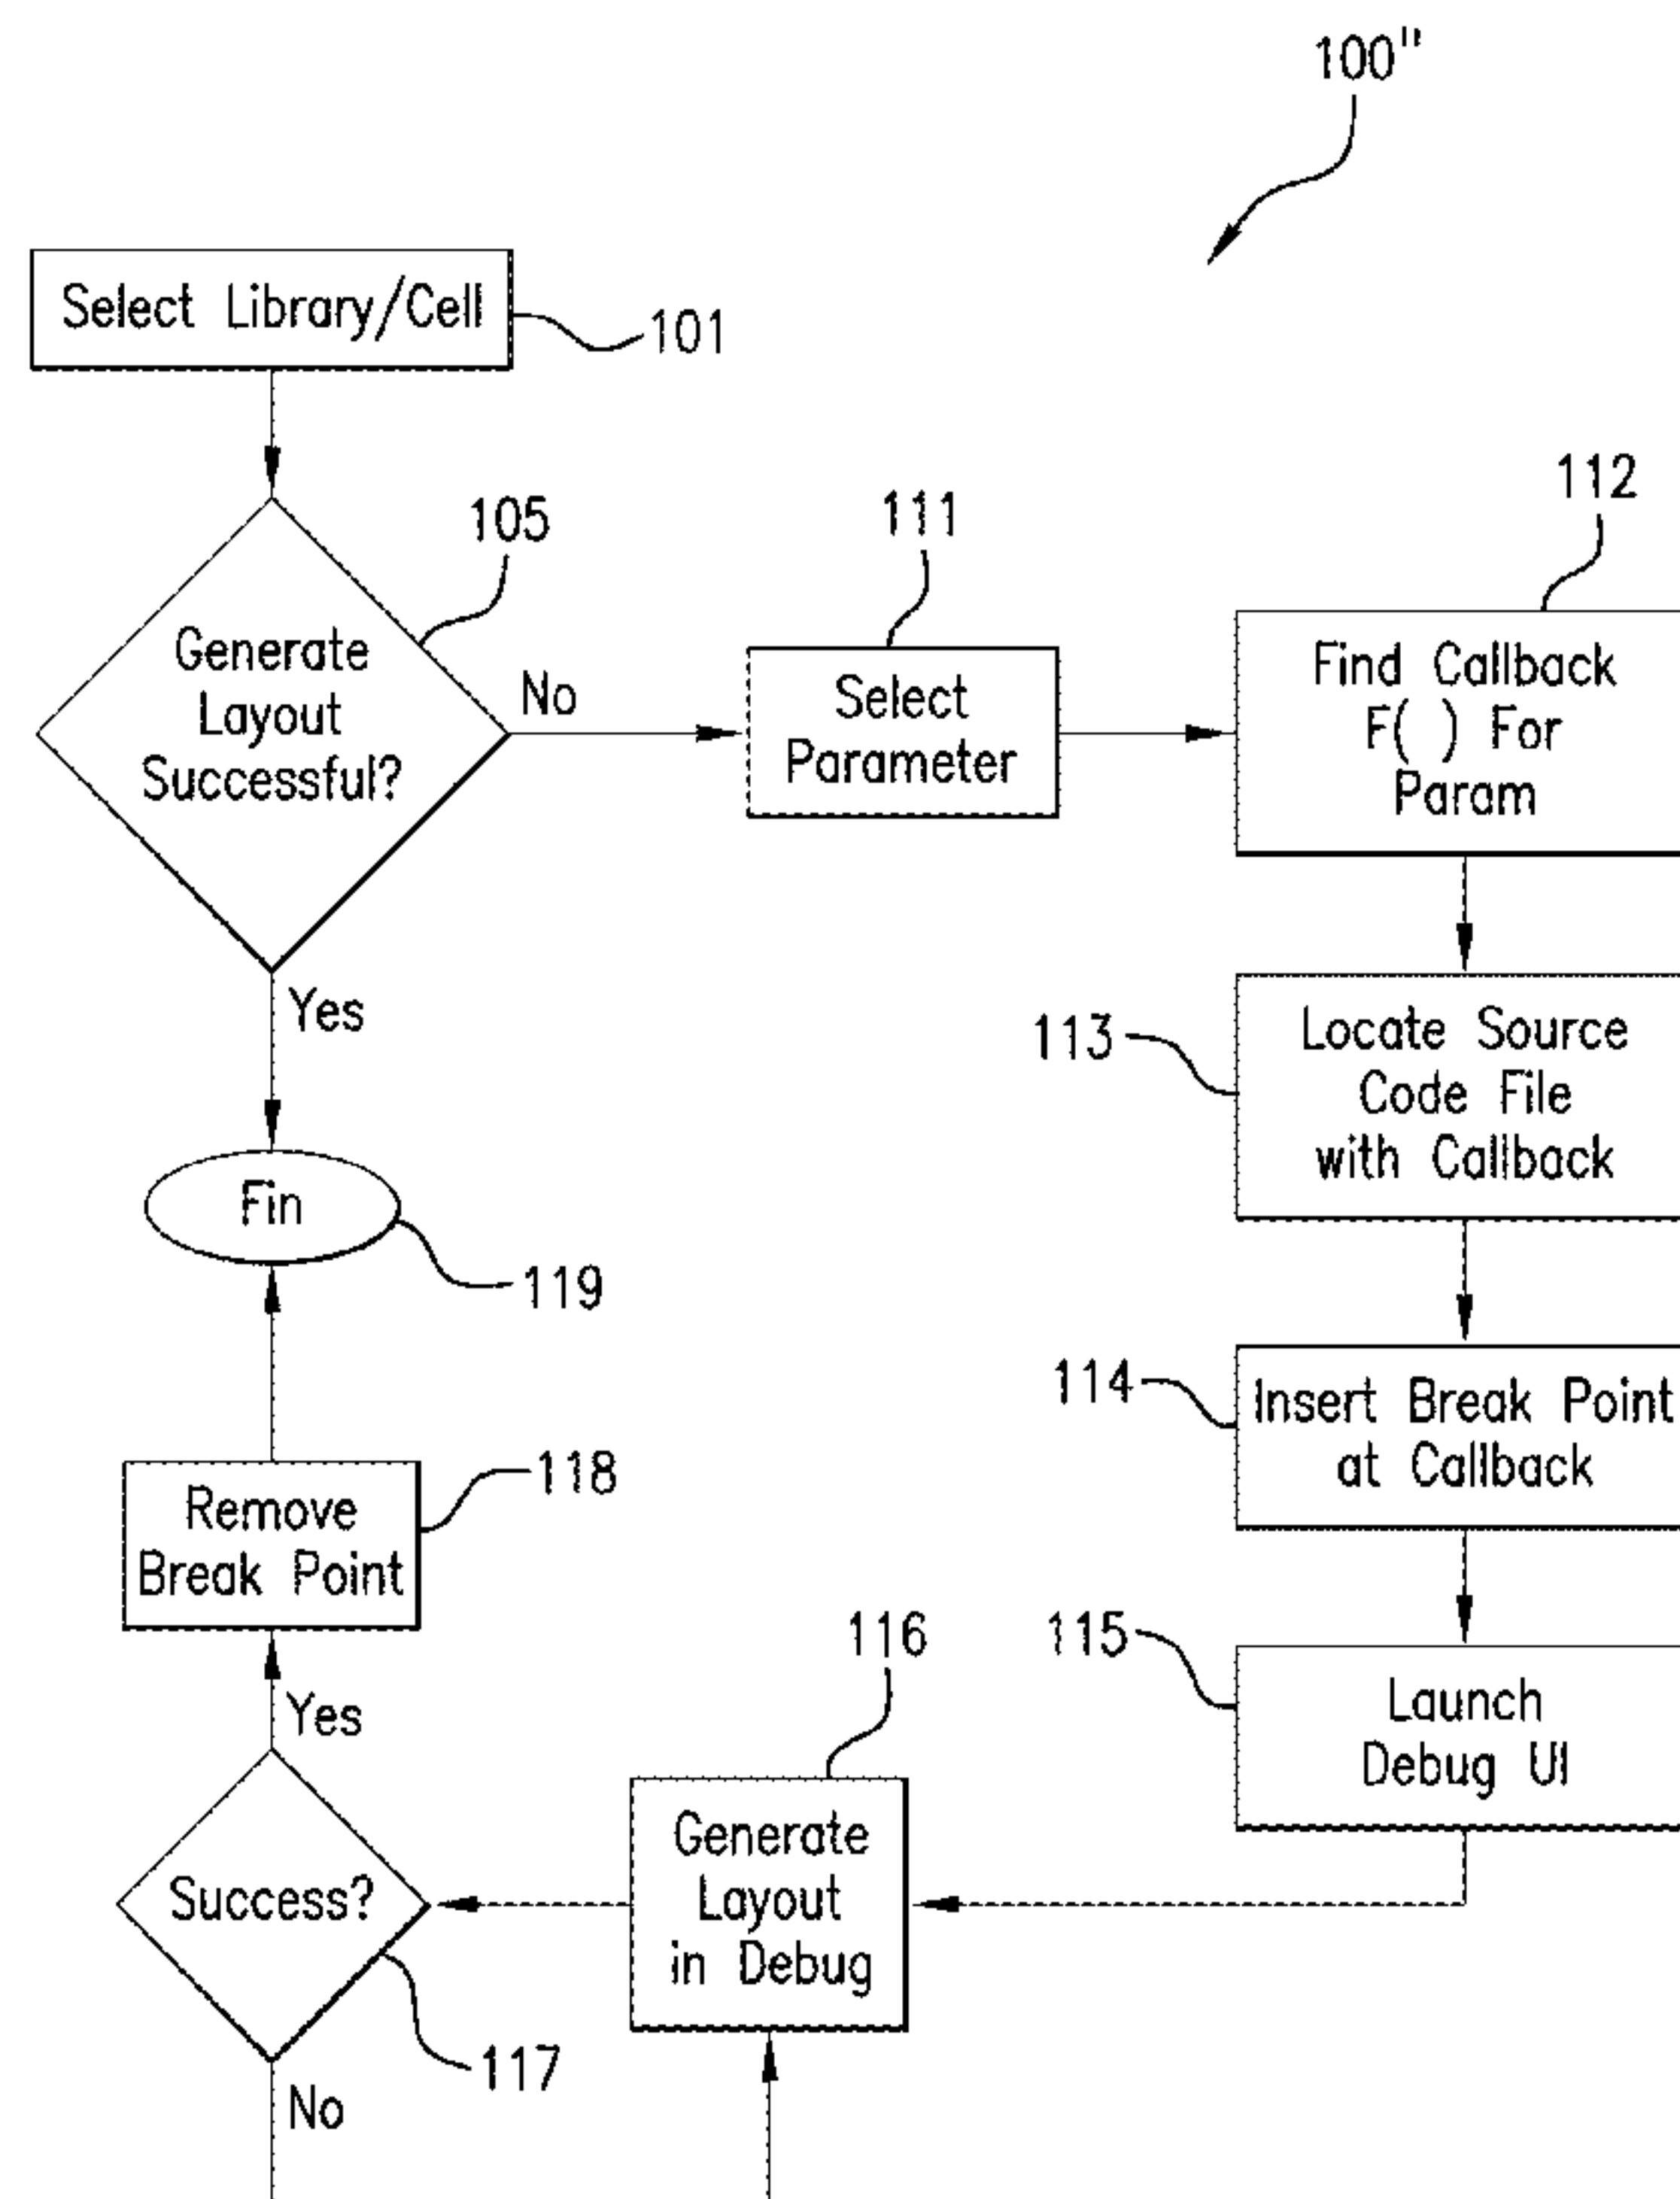 100"
Select Library/Cell
101
105
Generate
Layout
Successful?
No
111
Select
Parameter
112
Find Callback
F( ) For
Param
Yes
113
Locate Source
Code File
with Callback
Fin
119
114
Insert Break Point
at Callback
118
Remove
Break Point
116
115
Launch
Debug UI
Yes
Generate
Layout
in Debug
Success?
117
No